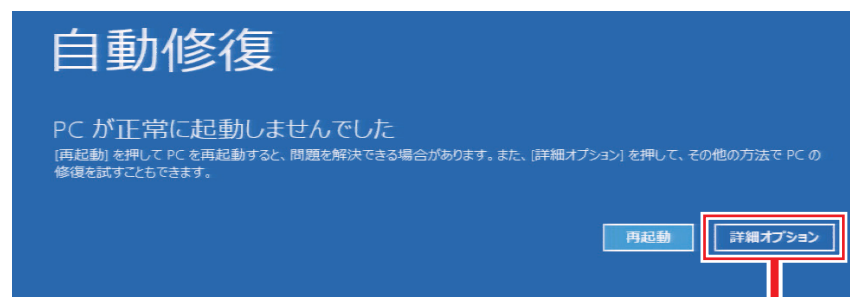 自動修復
PC が正常に起動しませんでした
[再起動] を押して PC を再起動すると、問題を解決できる場合があります。また、[詳細オプション] を押して、その他の方法で PC の
修復を試すこともできます。
再起動
詳細オプション